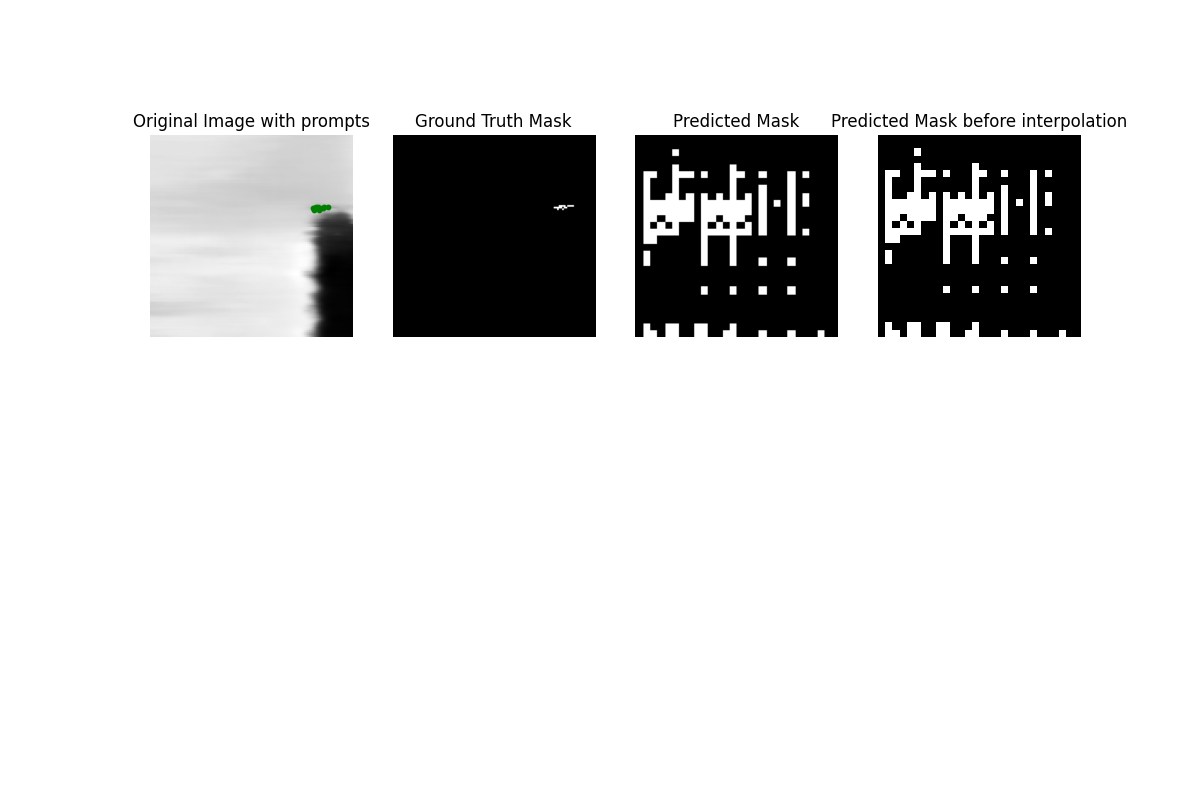 Original Image with prompts
Ground Truth Mask
Predicted Mask
Predicted Mask before interpolation